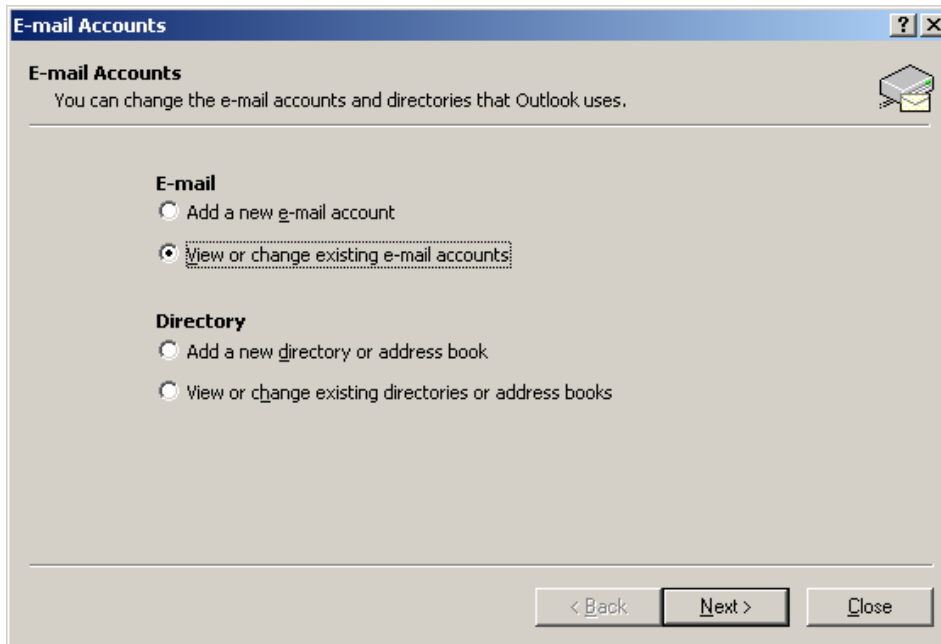 E-mail Accounts
E-mail Accounts
You can change the e-mail accounts and directories that Outlook uses.
E-mail
Add a new e-mail account
View or change existing e-mail accounts
Directory
Add a new directory or address book
View or change existing directories or address books
< Back Next > Close